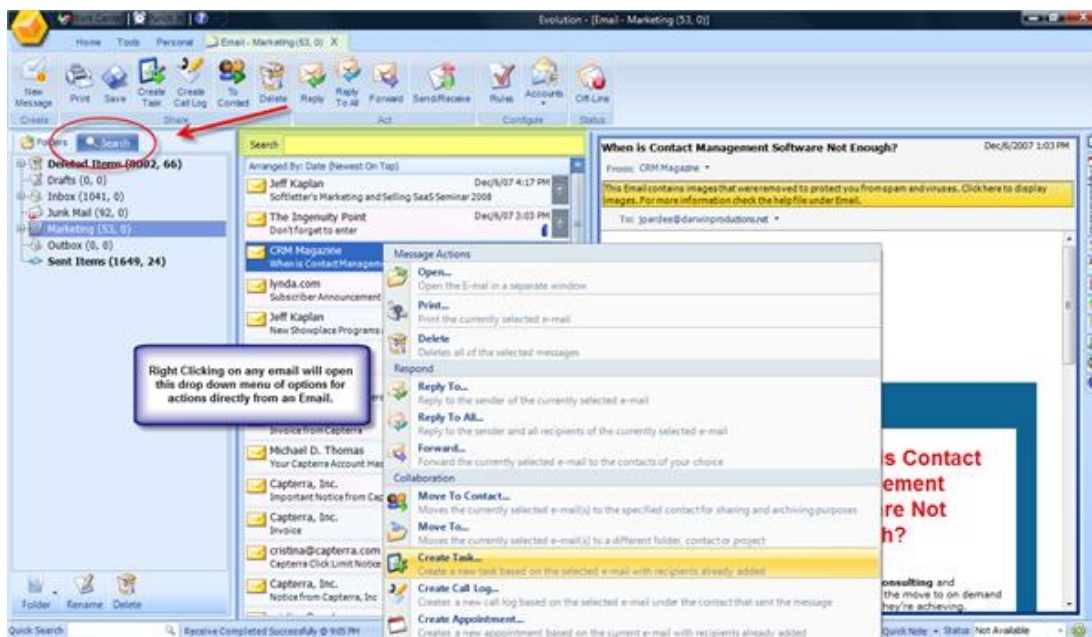 Evolution - [Email - Marketing (53, 0)]
Home Tools Personal Email - Marketing (53, 0) X
New Message
Print
Save
Create Task
Create Call Log
To Contact
Delete
Reply
Reply To All
Forward
Send/Receive
Rules
Accounts
Off-Line
Create Share Act Configure Status
Folders Search
Deleted Items
Drafts (0, 0)
Inbox (1041, 0)
Junk Mail (92, 0)
Marketing (53, 0)
Outbox (0, 0)
Sent Items (1649, 24)
Right Clicking on any email will open
this drop down menu of options for
actions directly from an Email.
Folder Rename Delete
Search
Arranged By: Date (Newest On Top)
Jeff Kaplan Dec/6/07 4:17 PM
Softletter's Marketing and Selling SaaS Seminar 2008
The Ingenuity Point Dec/6/07 3:03 PM
Don't forget to enter
CRM Magazine
When is Contact Managem
lynda.com
Subscriber Announcement
Jeff Kaplan
New Showplace Programs
Invoice from Capterra
Michael D. Thomas
Your Capterra Account Has
Capterra, Inc.
Important Notice from Cap
Capterra, Inc.
Invoice
cristina@capterra.com
Capterra Click Limit Notice
Capterra, Inc.
Notice from Capterra, Inc
Message Actions
Open...
Open the E-mail in a separate window
Print...
Print the currently selected e-mail
Delete
Deletes all of the selected messages
Respond
Reply To...
Reply to the sender of the currently selected e-mail
Reply To All...
Reply to the sender and all recipients of the currently selected e-mail
Forward...
Forward the currently selected e-mail to the contacts of your choice
Collaboration
Move To Contact...
Moves the currently selected e-mail(s) to the specified contact for sharing and archiving purposes
Move To...
Moves the currently selected e-mail(s) to a different folder, contact or project
Create Task...
Create a new task based on the selected e-mail with recipients already added
Create Call Log...
Creates a new call log based on the selected e-mail under the contact that sent the message
Create Appointment...
Creates a new appointment based on the current e-mail with recipients already added
When is Contact Management Software Not Enough? Dec/6/2007 1:03 PM
From: CRM Magazine
This Email contains images that were removed to protect you from spam and viruses. Click here to display
images. For more information check the help file under Email.
To: jpardee@darwinproductions.net
is Contact
ement
re Not
h?
onsulting and
the move to on demand
hey're achieving.
Quick Search Receive Completed Successfully @ 9:05 PM Quick Note Status Not Available